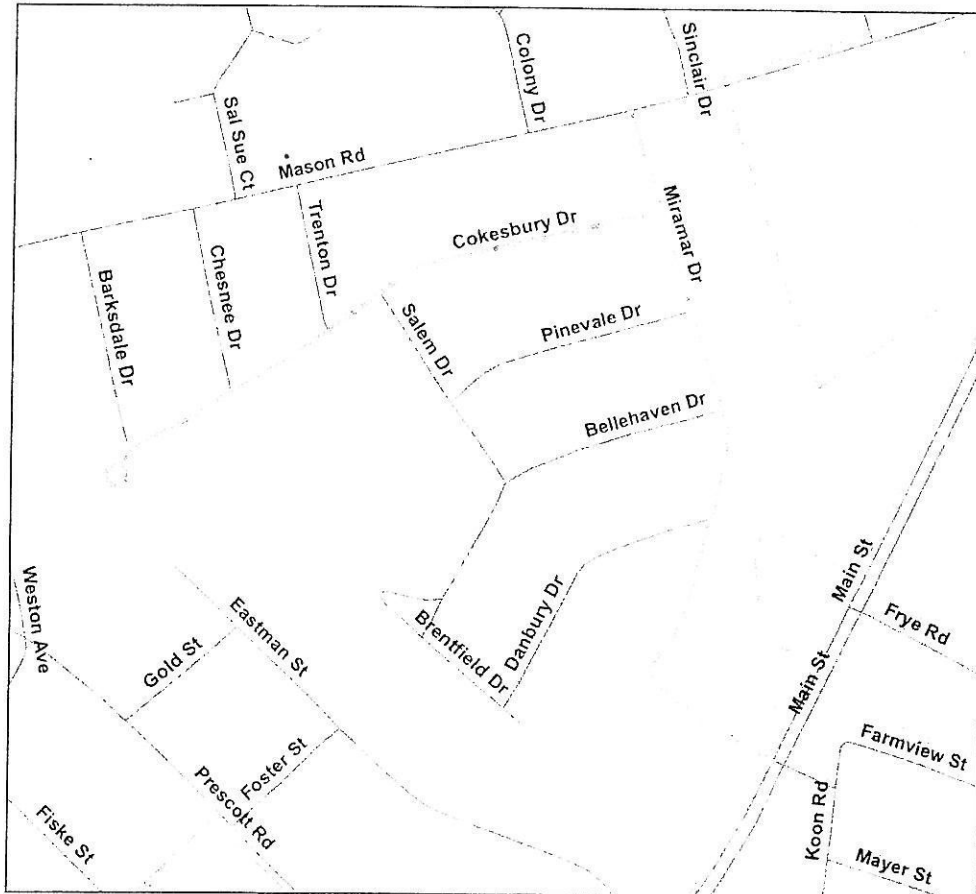 Sal Sue Ct
Colony Dr
Sinclair Dr
Mason Rd
Barksdale Dr
Chesnee Dr
Trenton Dr
Cokesbury Dr
Miramar Dr
Salem Dr
Pinevale Dr
Bellehaven Dr
Weston Ave
Gold St
Eastman St
Brentfield Dr
Danbury Dr
Main St
Main St
Frye Rd
Foster St
Prescott Rd
Fiske St
Farmview St
Koon Rd
Mayer St